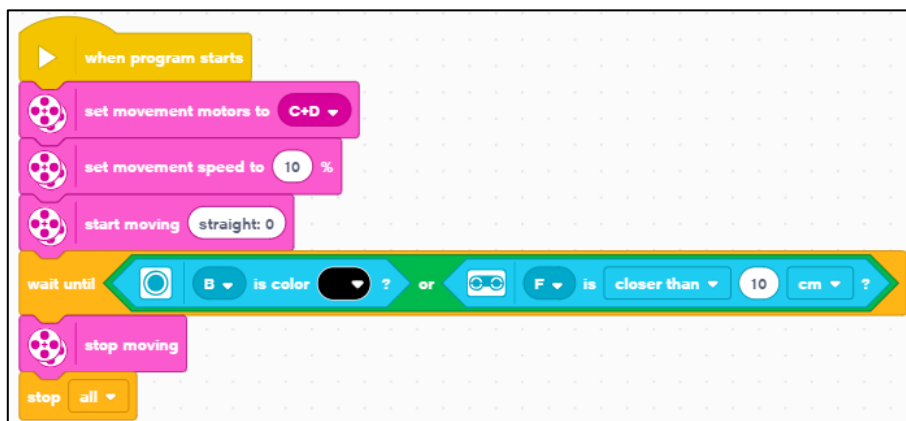 when program starts
set movement motors to C+D
set movement speed to 10 %
start moving straight: 0
wait until B is color ? or F is closer than 10 cm ?
stop moving
stop all